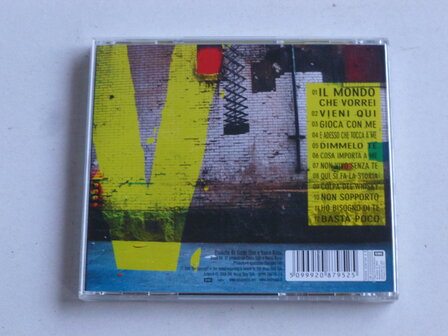 01 IL MONDO
CHE VORREI
02 VIENI QUI
03 GIOCA CON ME
04 E ADESSO CHE TOCCA A ME
05 DIMMELO TE
06 COSA IMPORTA A ME
07 NON VIVO SENZA TE
08 QUI SI FA LA STORIA
09 COLPA DEL WHISKY
10 NON SOPPORTO
11 HO BISOGNO DI TE
12 BASTA POCO
EMI
5 099920 879525